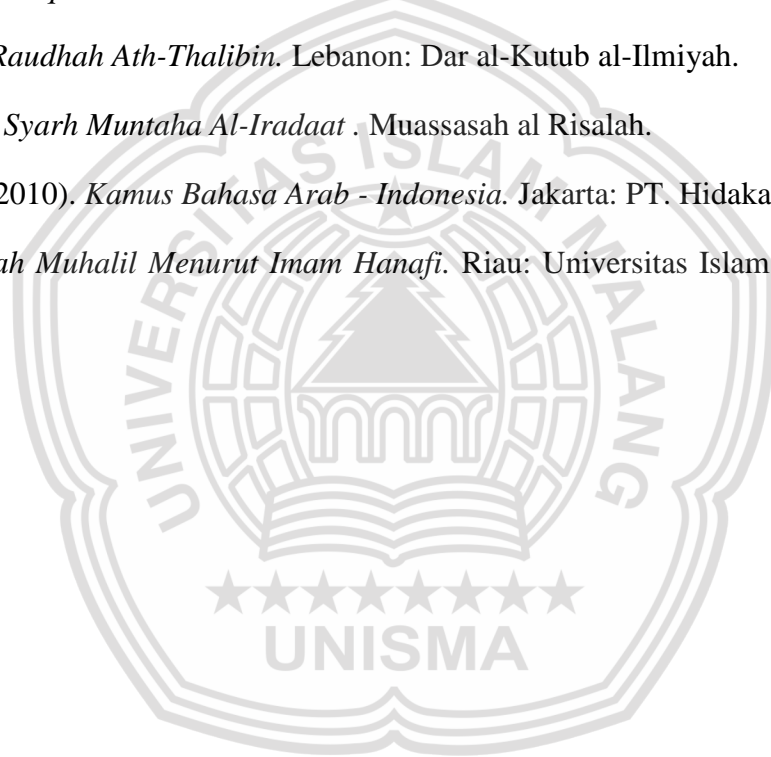 Raudhah Ath-Thalibin. Lebanon: Dar al-Kutub al-Ilmiyah.
Syarh Muntaha Al-Iradaat . Muassasah al Risalah.
2010). Kamus Bahasa Arab - Indonesia. Jakarta: PT. Hidaka
ah Muhalil Menurut Imam Hanafi. Riau: Universitas Islam
UNIVERSITAS ISLAM MALANG
UNISMA